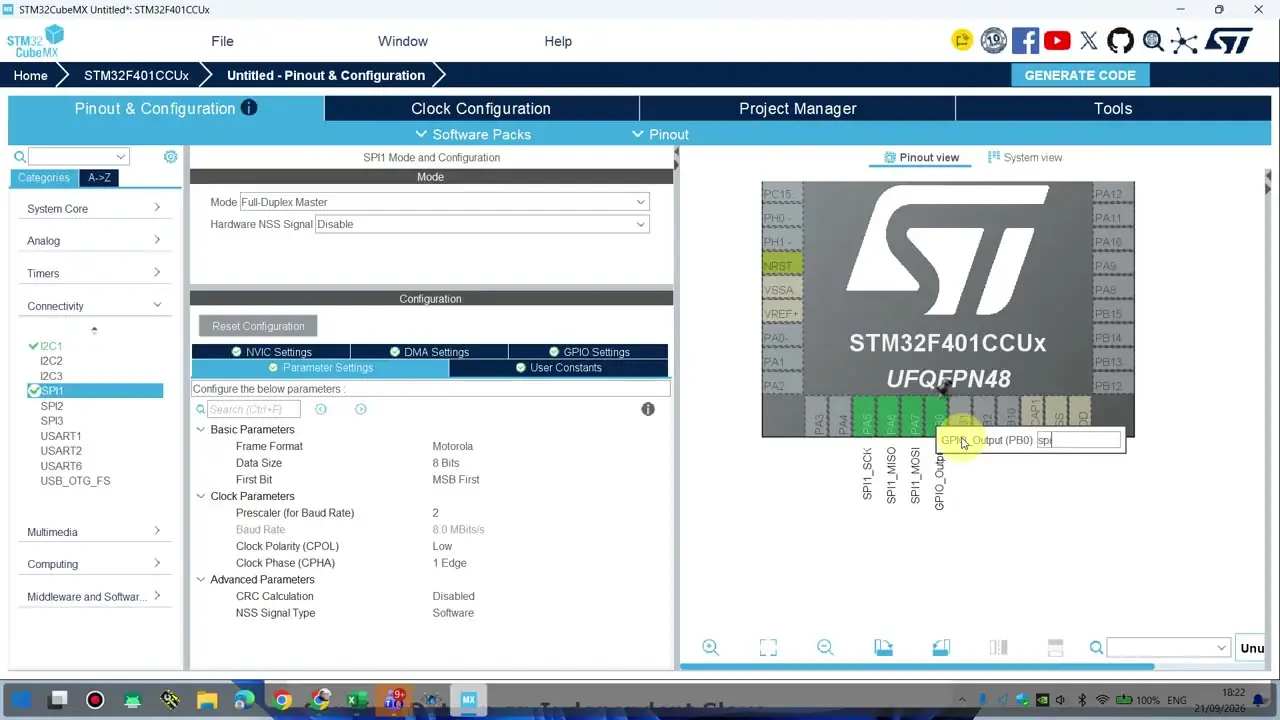 STM32CubeMX Untitled*: STM32F401CCUx
STM32
CubeMX
File
Window
Help
10
Home
STM32F401CCUx
Untitled - Pinout & Configuration
GENERATE CODE
Pinout & Configuration
Clock Configuration
Project Manager
Tools
Software Packs
Pinout
Categories
A->Z
System Core
Analog
Timers
Connectivity
I2C1
I2C2
I2C3
SPI1
SPI2
SPI3
USART1
USART2
USART6
USB_OTG_FS
Multimedia
Computing
Middleware and Softwar...
SPI1 Mode and Configuration
Mode
Mode Full-Duplex Master
Hardware NSS Signal Disable
Configuration
Reset Configuration
NVIC Settings
DMA Settings
GPIO Settings
Parameter Settings
User Constants
Configure the below parameters :
Search (Ctrl+F)
Basic Parameters
Frame Format Motorola
Data Size 8 Bits
First Bit MSB First
Clock Parameters
Prescaler (for Baud Rate) 2
Baud Rate 8.0 MBits/s
Clock Polarity (CPOL) Low
Clock Phase (CPHA) 1 Edge
Advanced Parameters
CRC Calculation Disabled
NSS Signal Type Software
Pinout view
System view
PC15
PH0 -
PH1 -
NRST
VSSA
VREF+
PA0-
PA1
PA2
ST
STM32F401CCUx
UFQFPN48
PA12
PA11
PA10
PA9
PA8
PB15
PB14
PB13
PB12
PA3
PA4
PA5
PA6
PA7
GPIO_Output (PB0) spi
SPI1_SCK
SPI1_MISO
SPI1_MOSI
Unu
MX
100%
ENG
18:22
21/09/2026